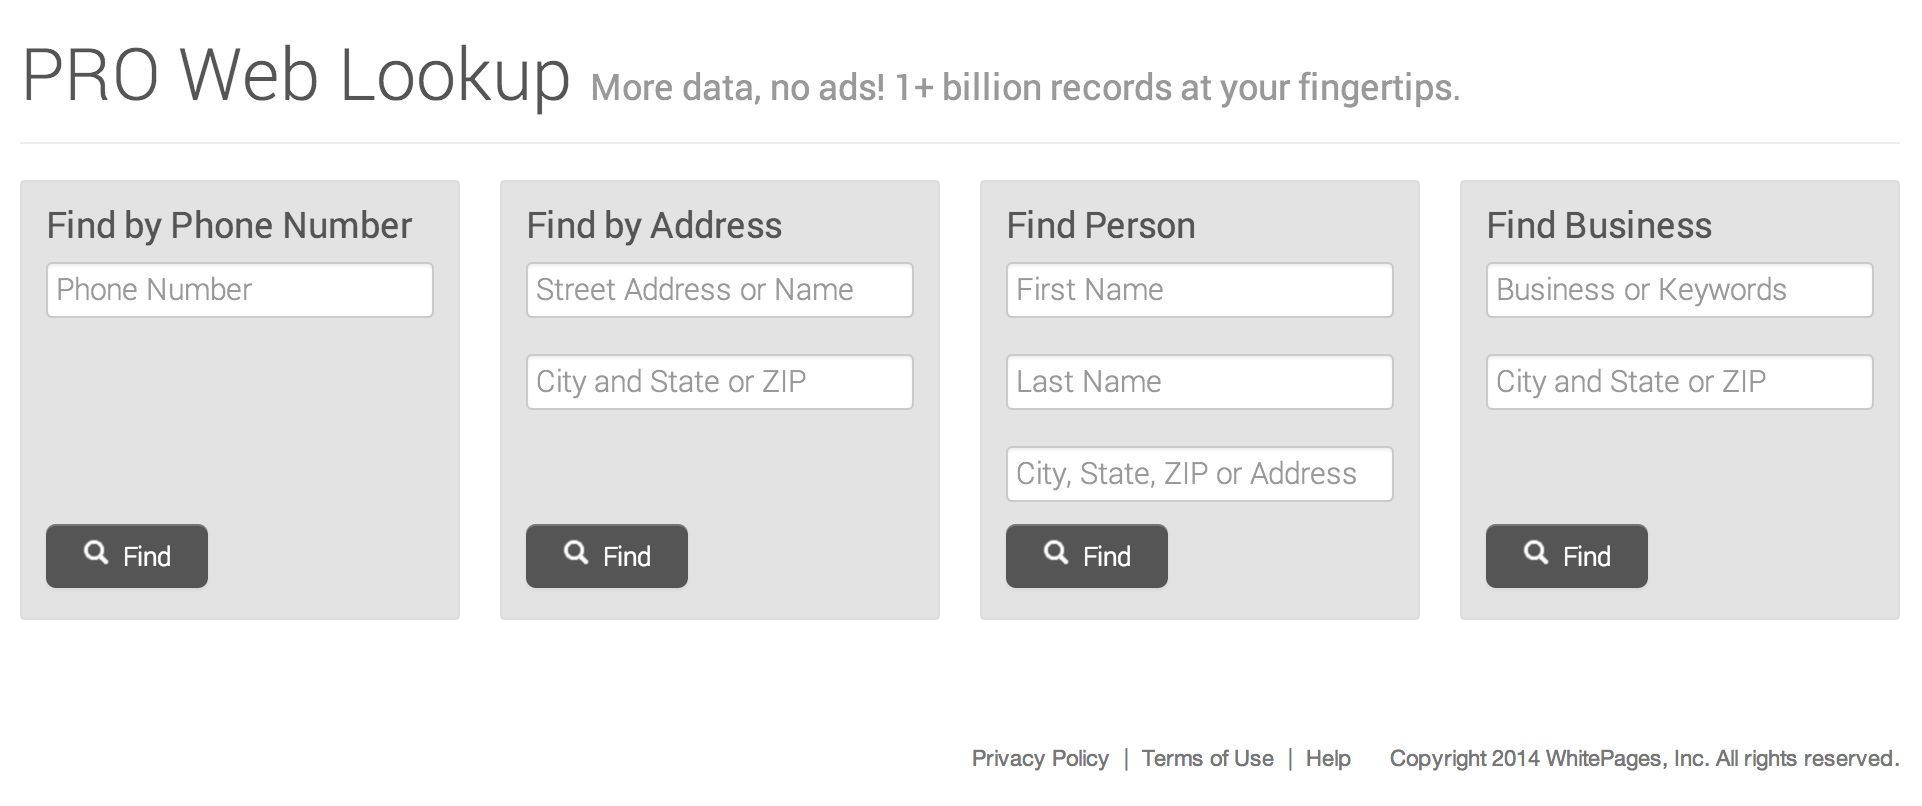 PRO Web Lookup More data, no ads! 1+ billion records at your fingertips.
Find by Phone Number
Phone Number
Find
Find by Address
Street Address or Name
City and State or ZIP
Find
Find Person
First Name
Last Name
City, State, ZIP or Address
Find
Find Business
Business or Keywords
City and State or ZIP
Find
Privacy Policy | Terms of Use | Help Copyright 2014 WhitePages, Inc. All rights reserved.